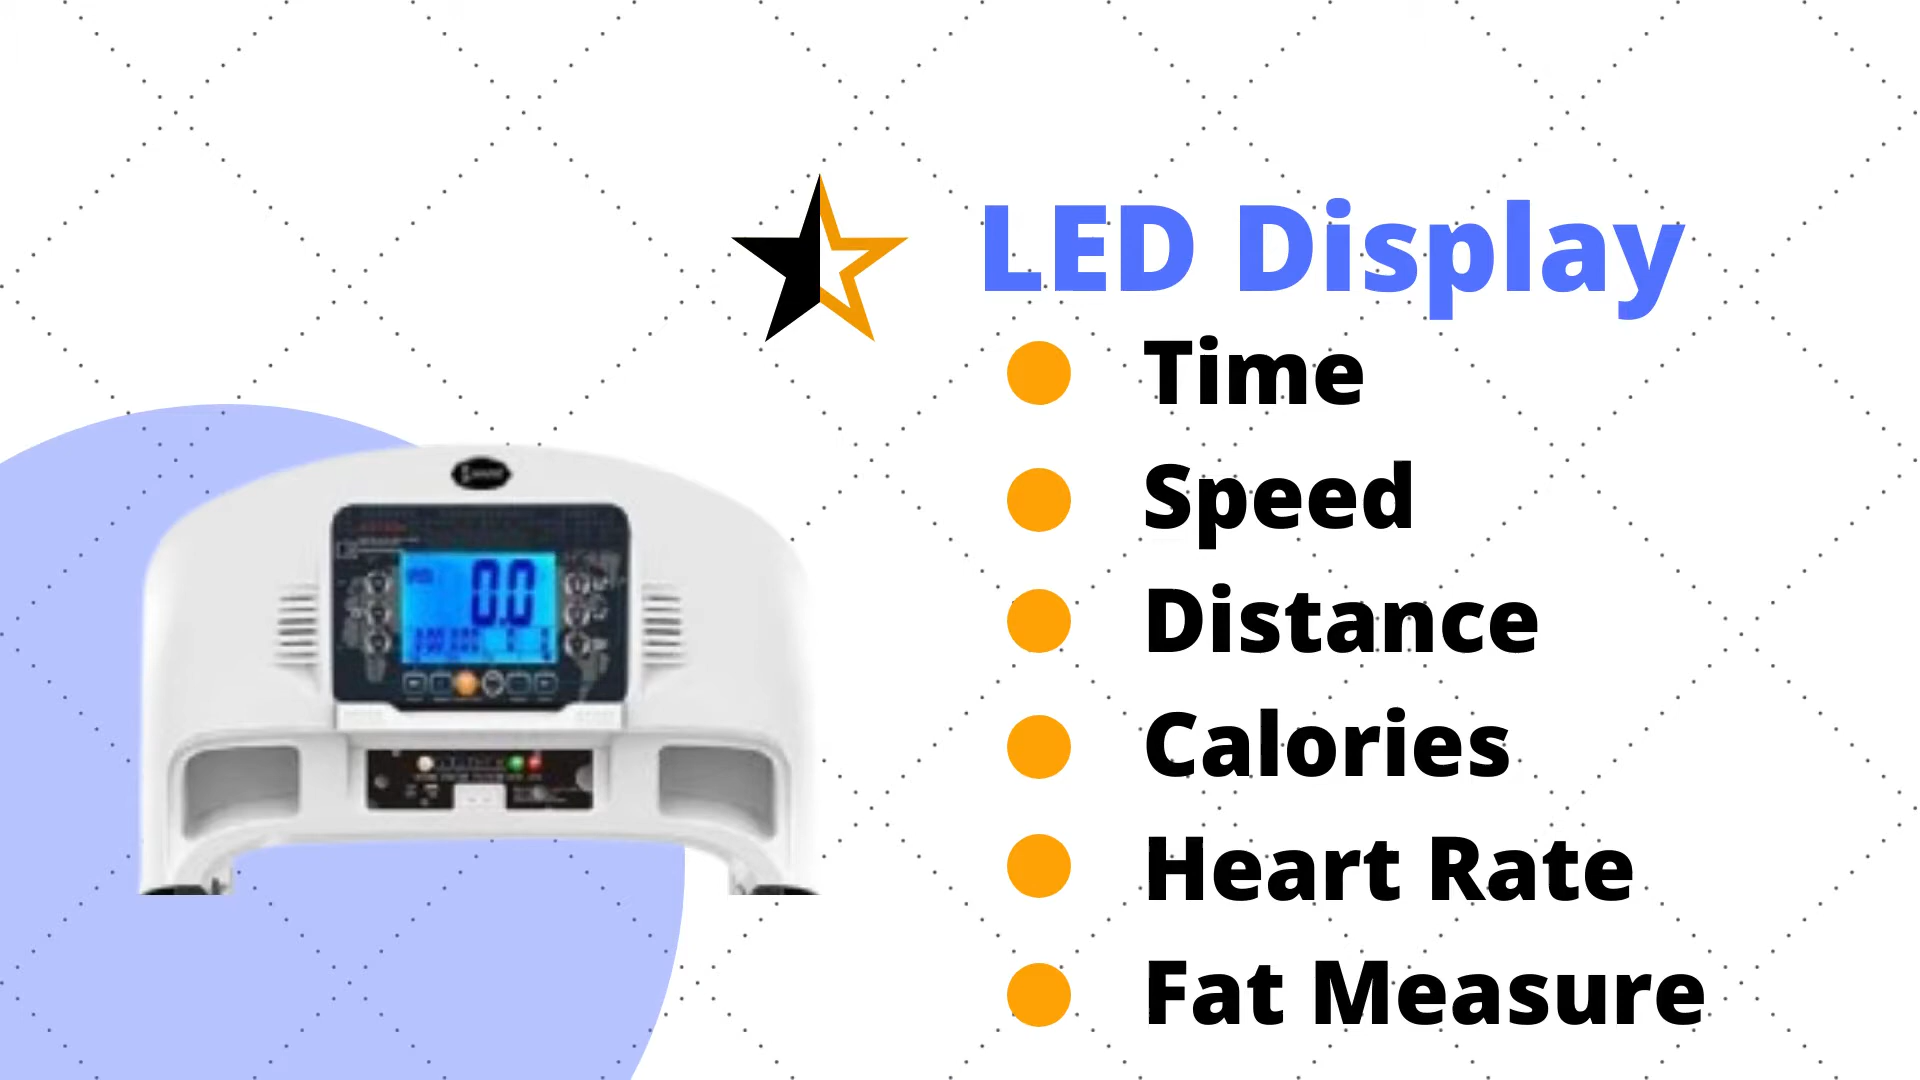 LED Display
Time
Speed
Distance
Calories
Heart Rate
Fat Measure
0.0